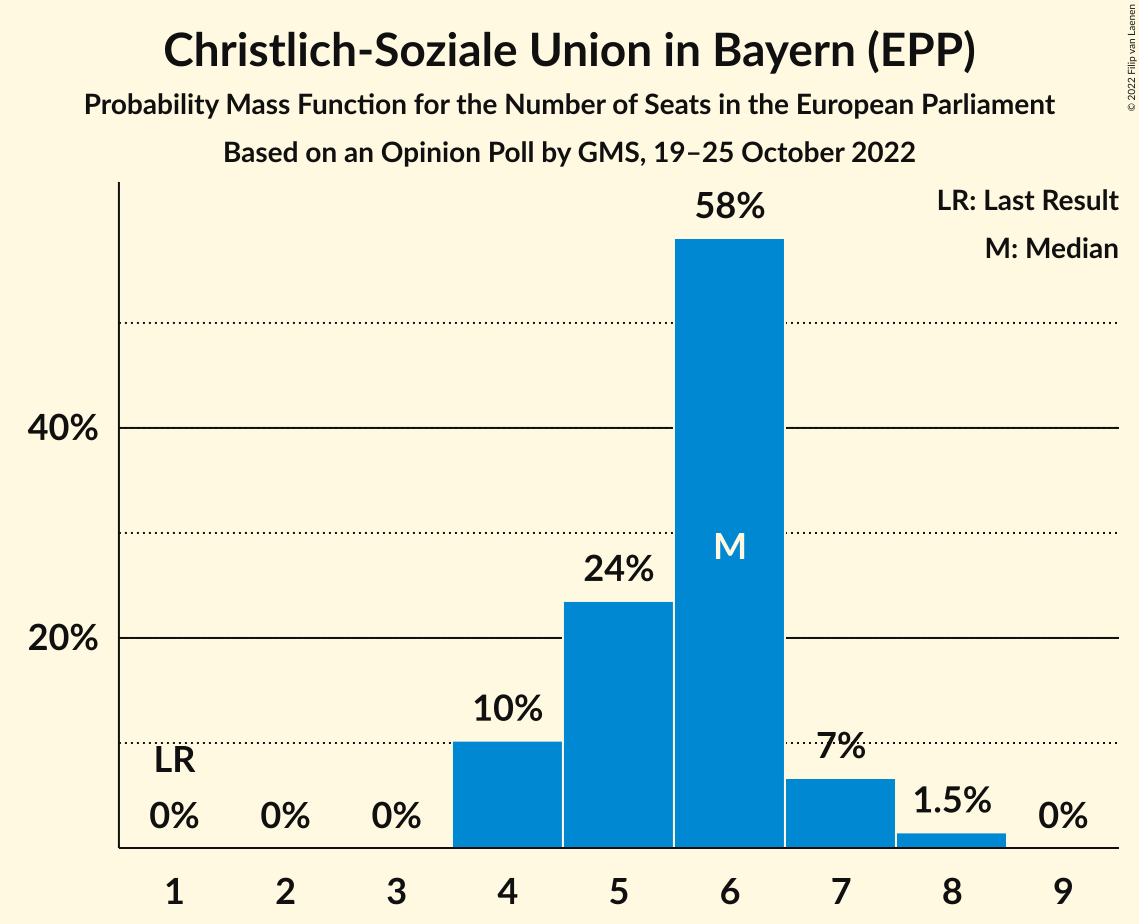 Christlich-Soziale Union in Bayern (EPP)
Probability Mass Function for the Number of Seats in the European Parliament
Based on an Opinion Poll by GMS, 19–25 October 2022
© 2022 Filip van Laenen
LR: Last Result
M: Median
58%
40%
M
24%
20%
10%
7%
LR
1.5%
0% 0% 0% 0%
1 2 3 4 5 6 7 8 9